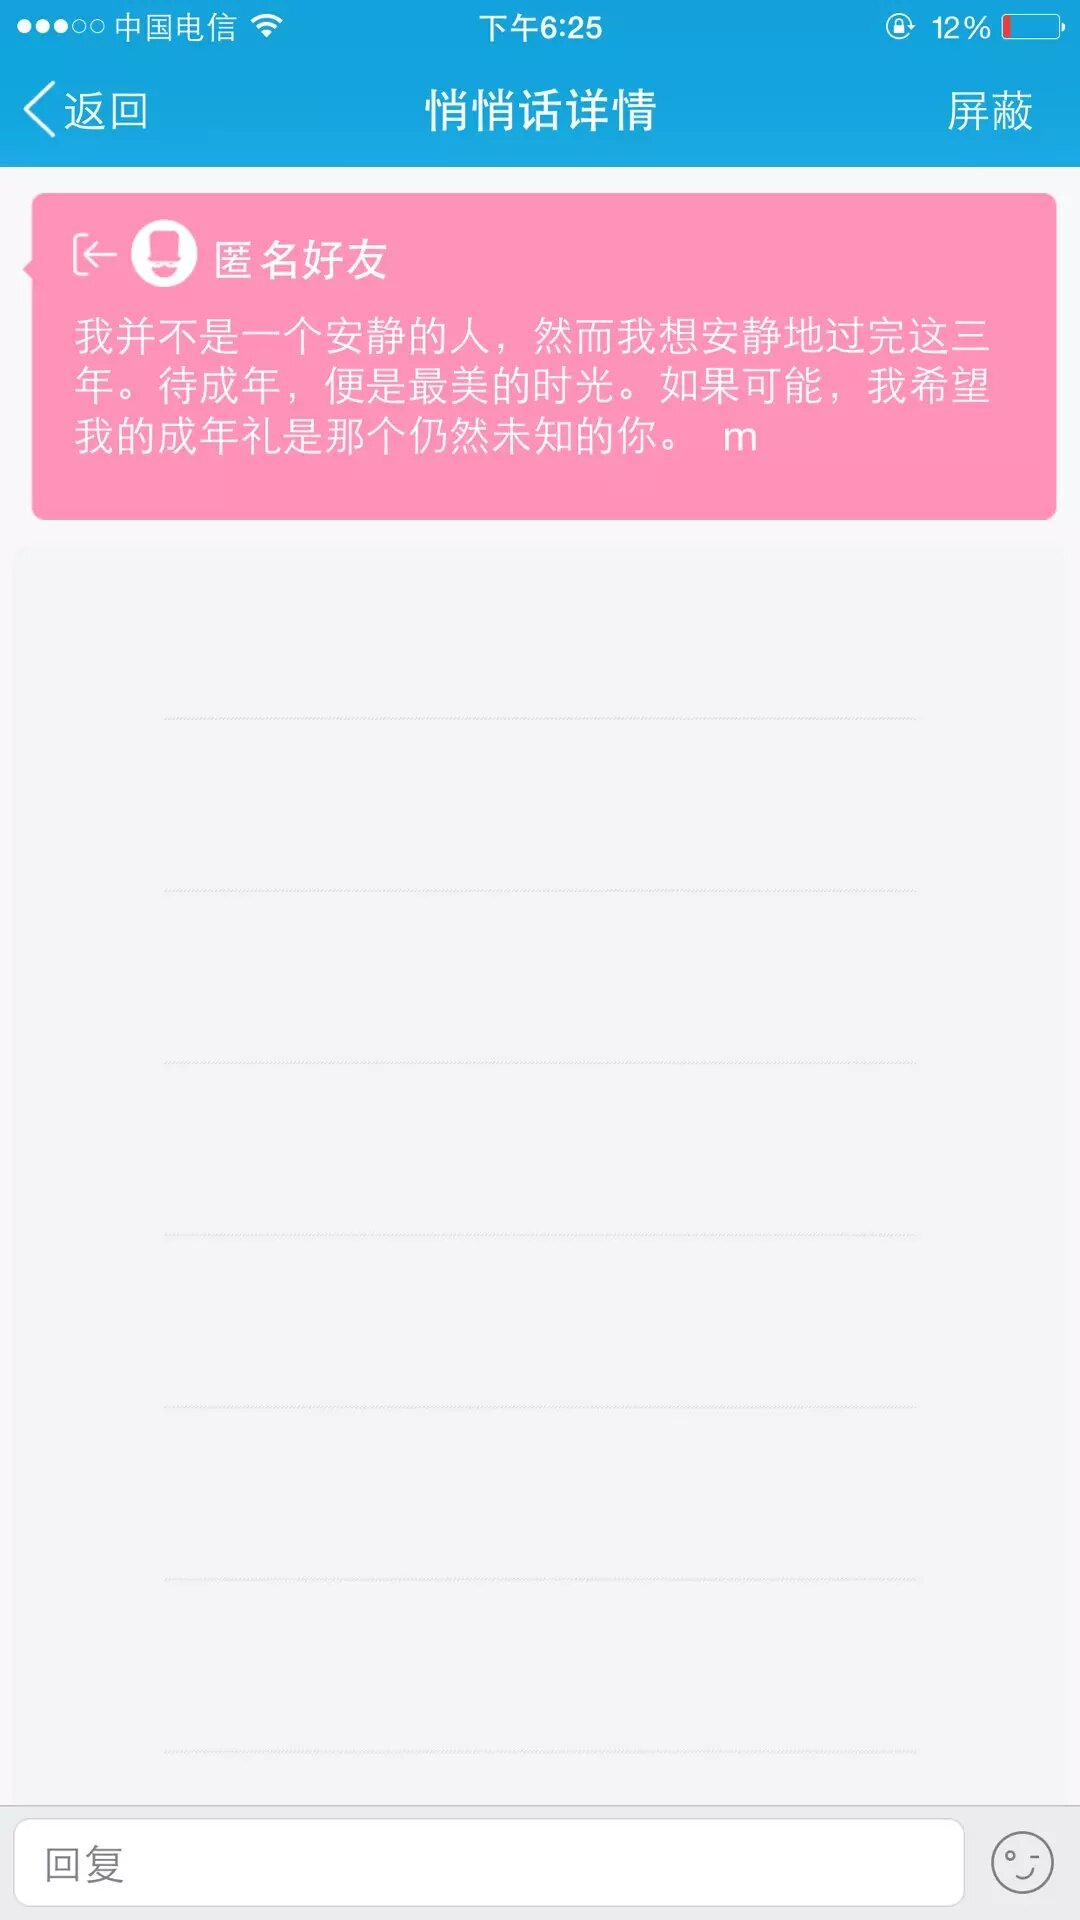 中国电信 下午6:25 12%
返回 悄悄话详情 屏蔽
匿名好友
我并不是一个安静的人，然而我想安静地过完这三
年。待成年，便是最美的时光。如果可能，我希望
我的成年礼是那个仍然未知的你。 m
回复